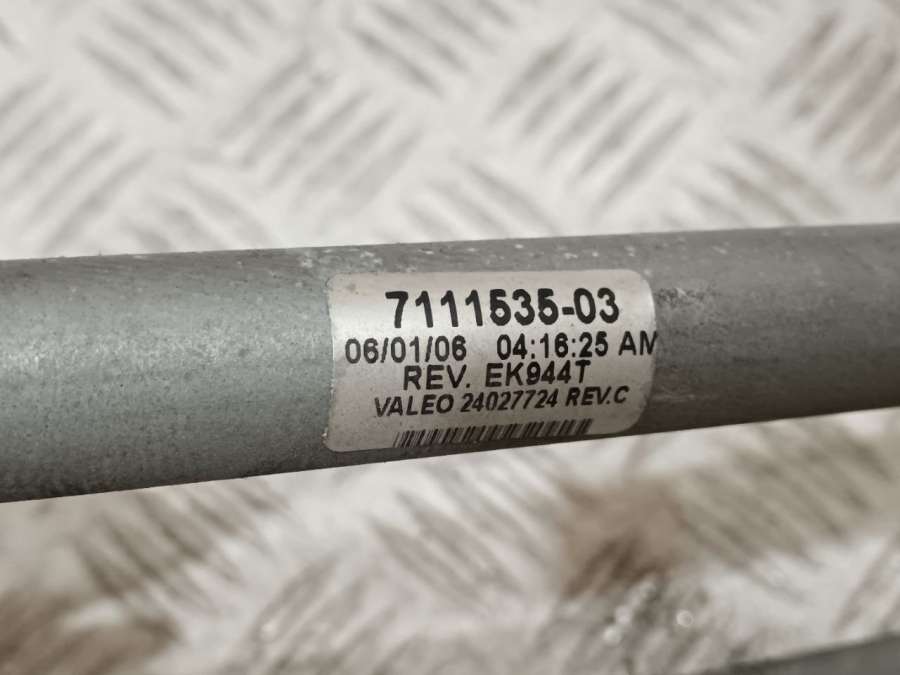 7111535-03
06/01/06 04:16:25 AM
REV. EK944T
VALEO 24027724 REV.C